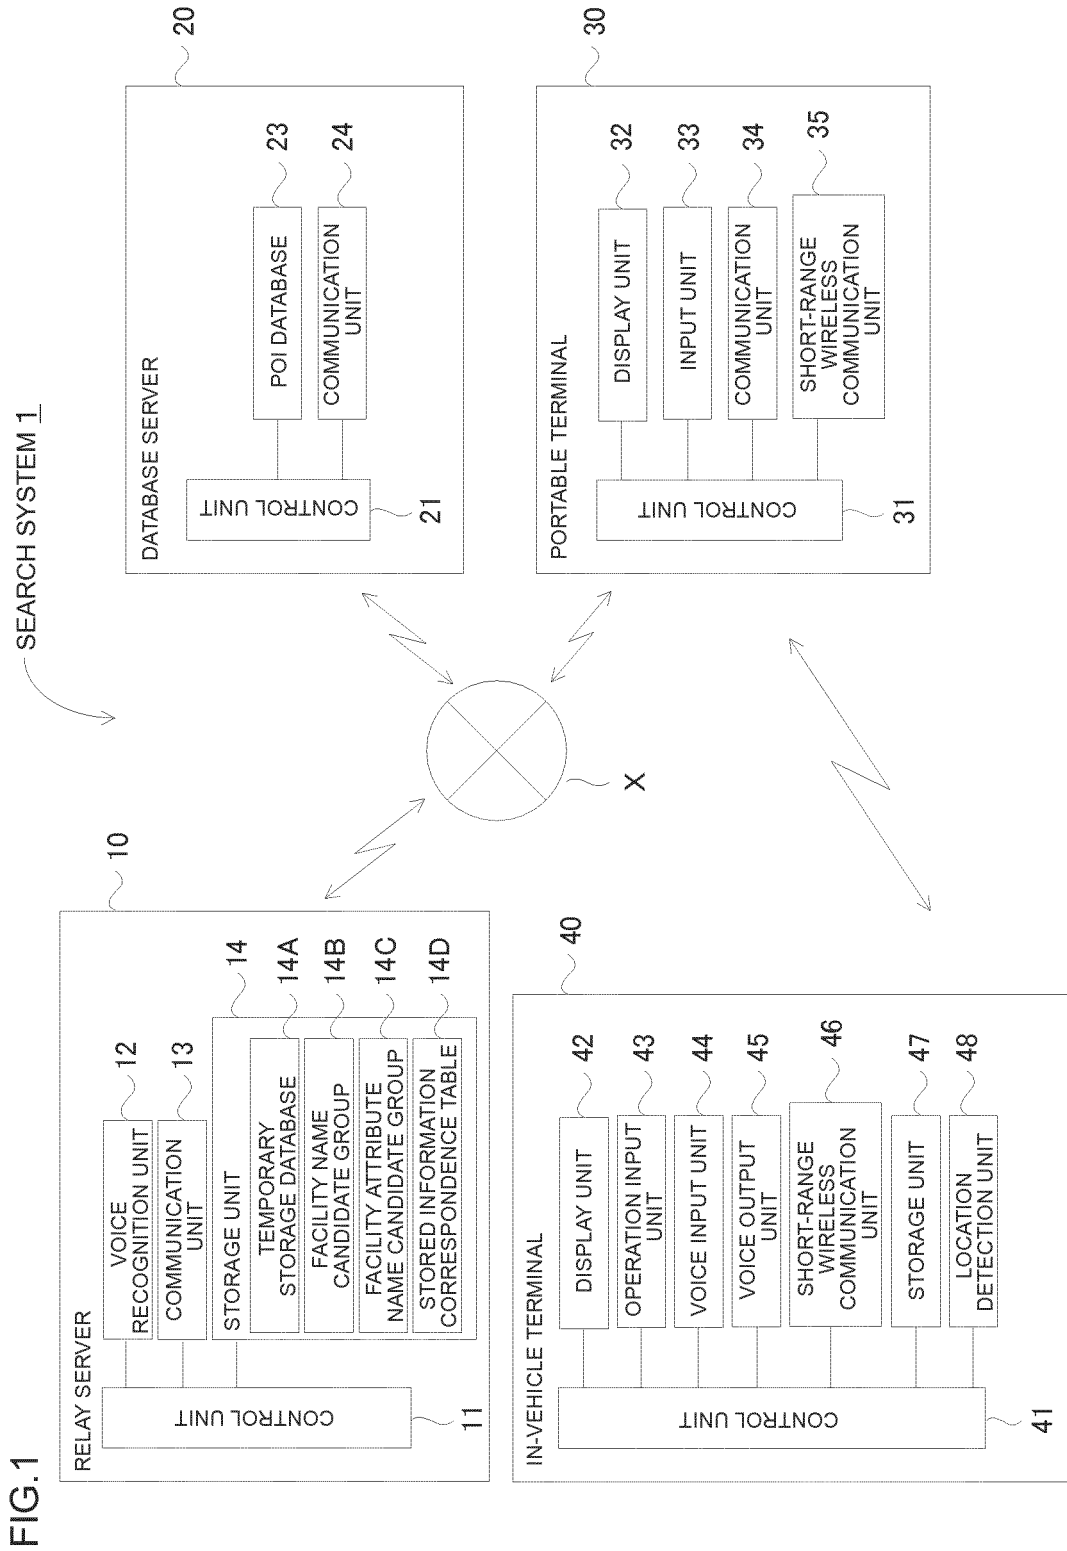 FIG.1
SEARCH SYSTEM 1
RELAY SERVER
10
CONTROL UNIT
11
VOICE
RECOGNITION UNIT
12
COMMUNICATION
UNIT
13
STORAGE UNIT
14
TEMPORARY
STORAGE DATABASE
14A
FACILITY NAME
CANDIDATE GROUP
14B
FACILITY ATTRIBUTE
NAME CANDIDATE GROUP
14C
STORED INFORMATION
CORRESPONDENCE TABLE
14D
X
DATABASE SERVER
20
CONTROL UNIT
21
POI DATABASE
23
COMMUNICATION
UNIT
24
IN-VEHICLE TERMINAL
40
CONTROL UNIT
41
DISPLAY UNIT
42
OPERATION INPUT
UNIT
43
VOICE INPUT UNIT
44
VOICE OUTPUT
UNIT
45
SHORT-RANGE
WIRELESS
COMMUNICATION
UNIT
46
STORAGE UNIT
47
LOCATION
DETECTION UNIT
48
PORTABLE TERMINAL
30
CONTROL UNIT
31
DISPLAY UNIT
32
INPUT UNIT
33
COMMUNICATION
UNIT
34
SHORT-RANGE
WIRELESS
COMMUNICATION
UNIT
35